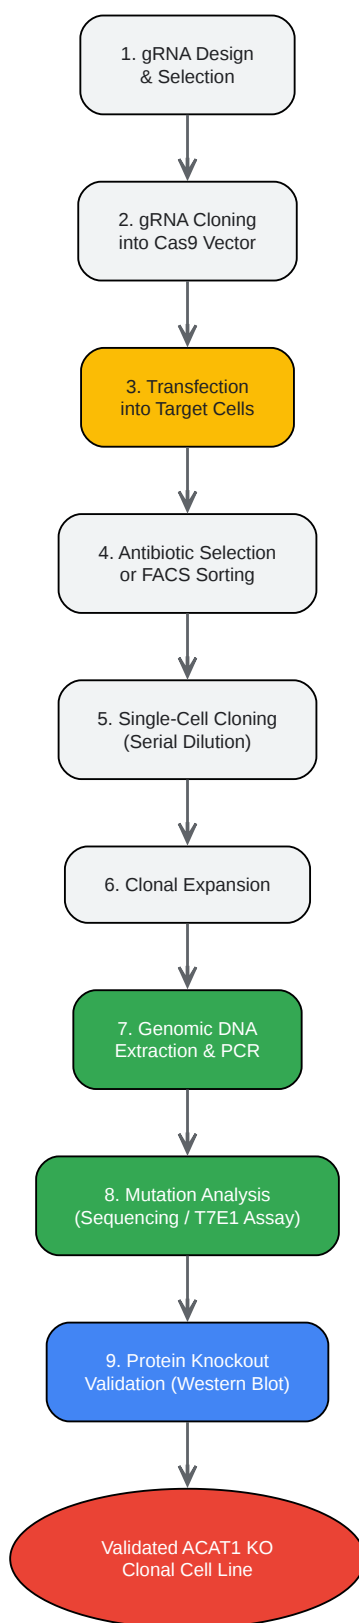 1. gRNA Design
& Selection
2. gRNA Cloning
into Cas9 Vector
3. Transfection
into Target Cells
4. Antibiotic Selection
or FACS Sorting
5. Single-Cell Cloning
(Serial Dilution)
6. Clonal Expansion
7. Genomic DNA
Extraction & PCR
8. Mutation Analysis
(Sequencing / T7E1 Assay)
9. Protein Knockout
Validation (Western Blot)
Validated ACAT1 KO
Clonal Cell Line